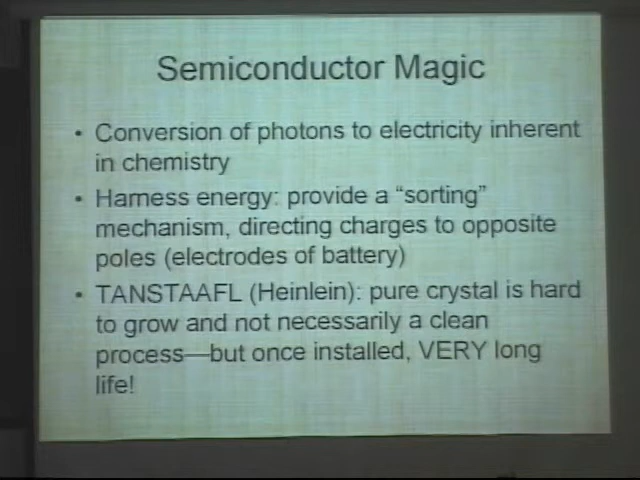 Semiconductor Magic
• Conversion of photons to electricity inherent
in chemistry
• Harness energy: provide a “sorting”
mechanism, directing charges to opposite
poles (electrodes of battery)
• TANSTAAFL (Heinlein): pure crystal is hard
to grow and not necessarily a clean
process—but once installed, VERY long
life!